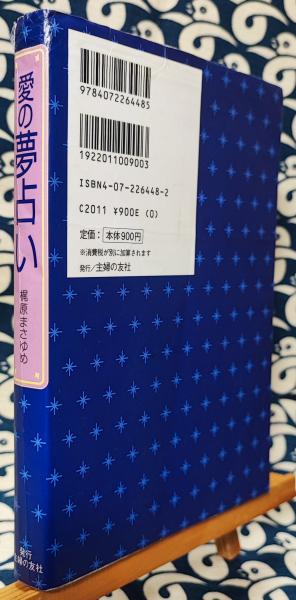 愛の夢占い
梶原まさゆめ
発行
主婦の友社
9784072264485
1922011009003
ISBN4-07-226448-2
C2011 ¥900E (0)
定価： 本体900円
※消費税が別に加算されます
発行／主婦の友社